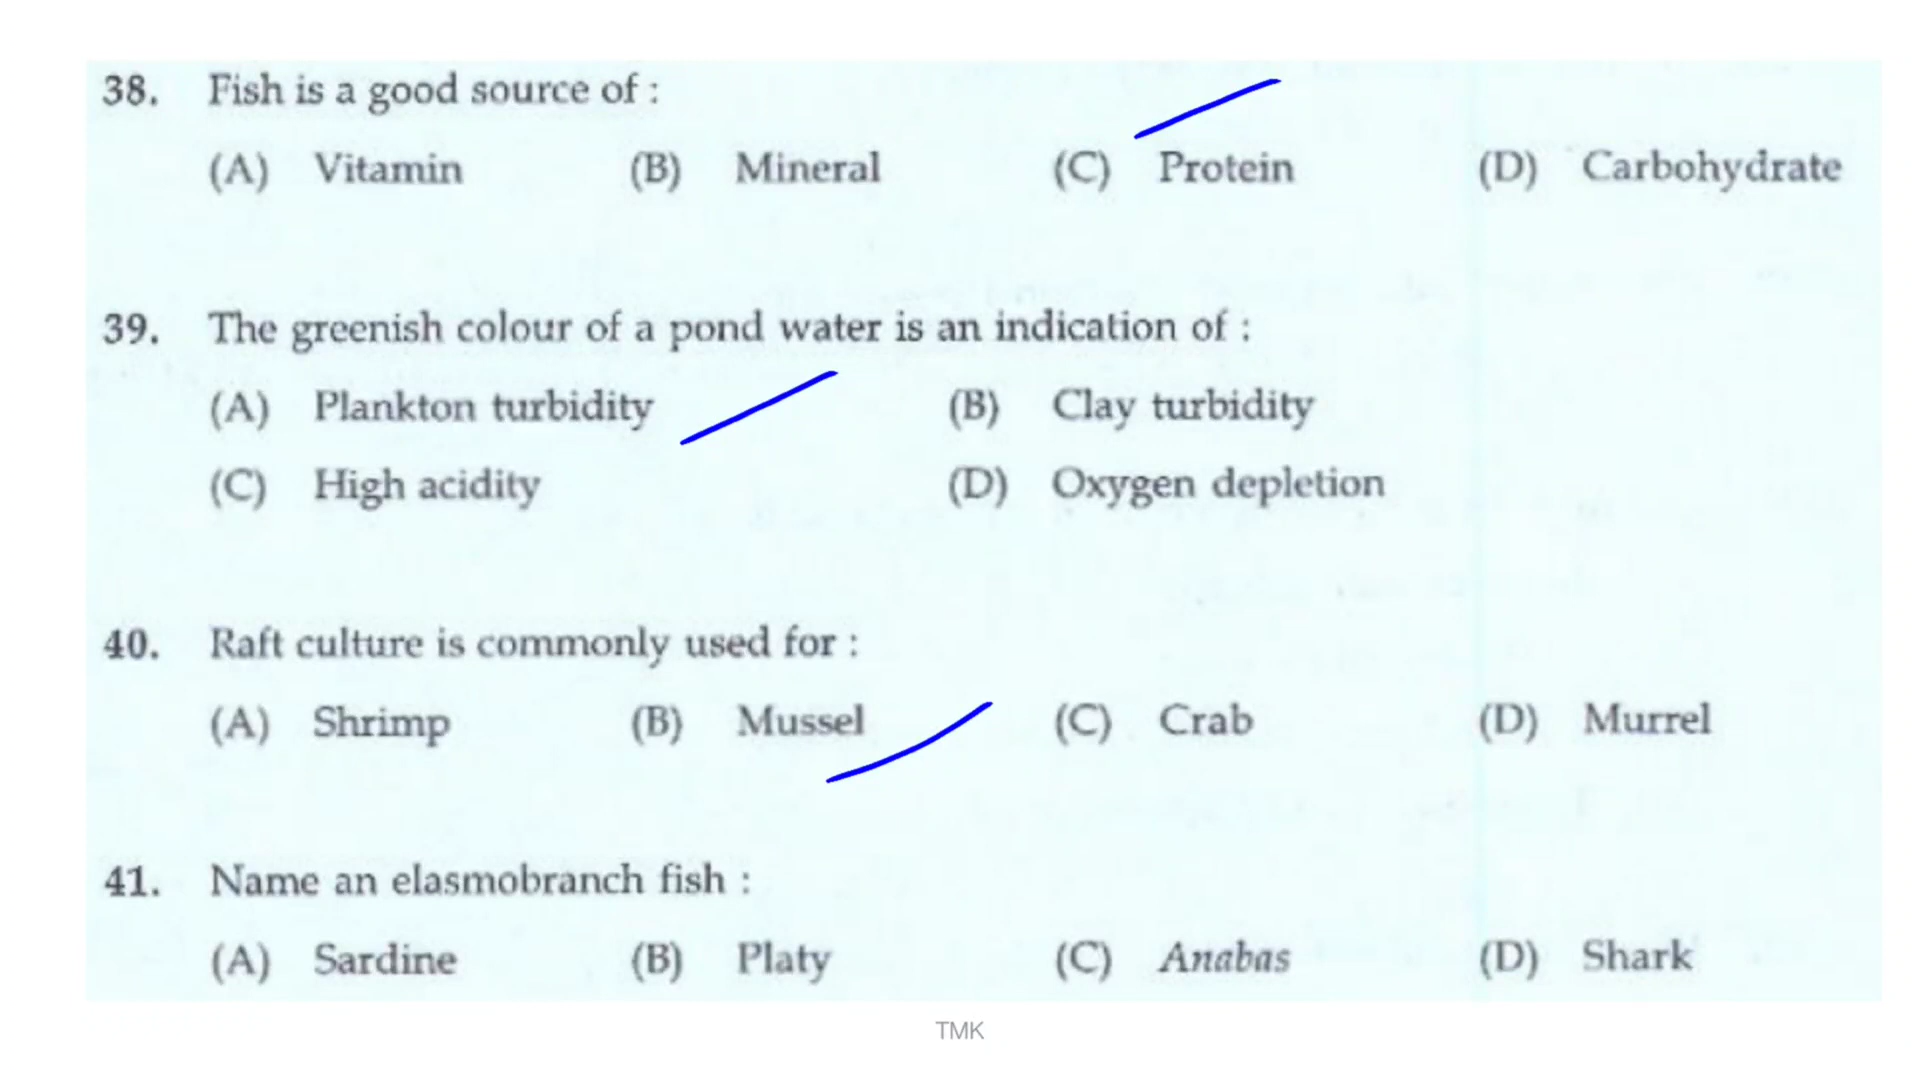 38. Fish is a good source of :
(A) Vitamin (B) Mineral (C) Protein (D) Carbohydrate
39. The greenish colour of a pond water is an indication of :
(A) Plankton turbidity (B) Clay turbidity
(C) High acidity (D) Oxygen depletion
40. Raft culture is commonly used for :
(A) Shrimp (B) Mussel (C) Crab (D) Murrel
41. Name an elasmobranch fish :
(A) Sardine (B) Platy (C) Anabas (D) Shark
TMK